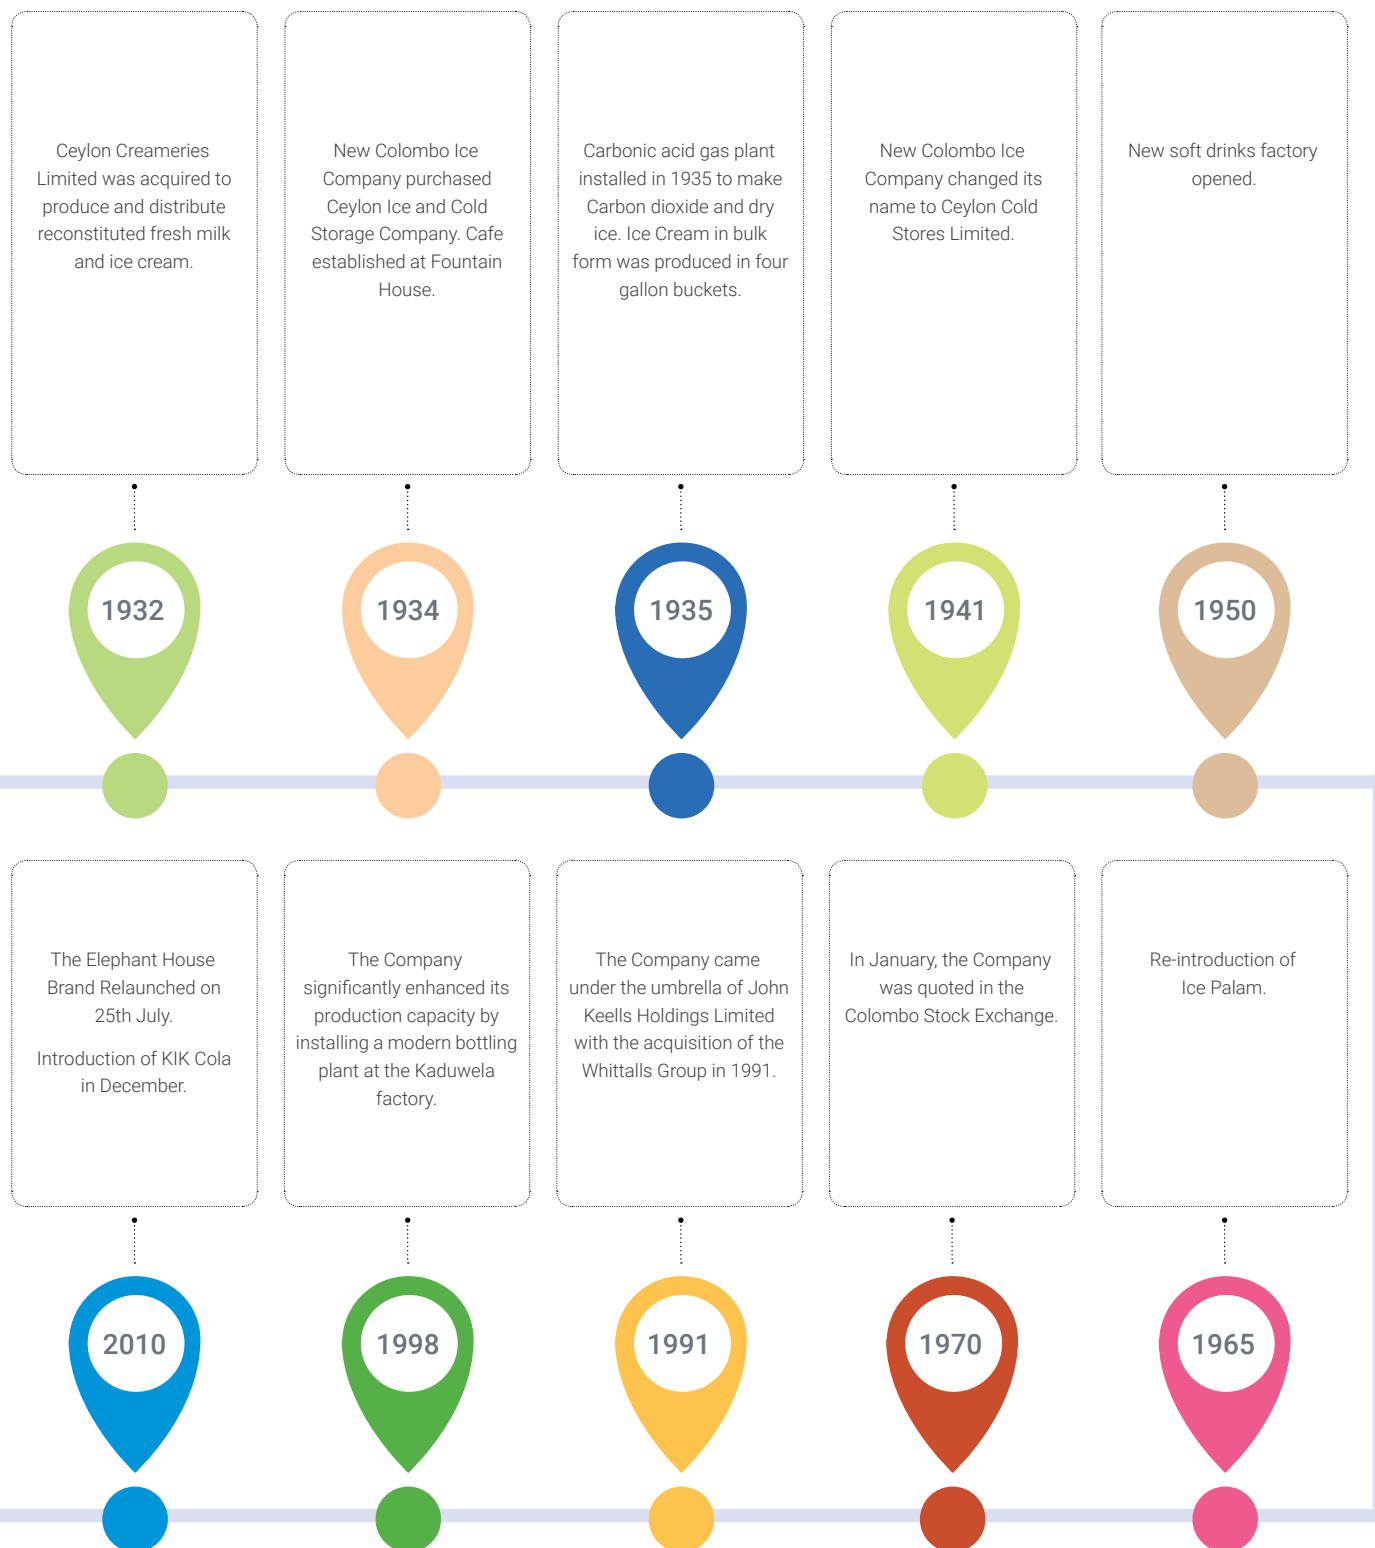 Ceylon Creameries
Limited was acquired to
produce and distribute
reconstituted fresh milk
and ice cream.
1932
New Colombo Ice
Company purchased
Ceylon Ice and Cold
Storage Company. Cafe
established at Fountain
House.
1934
Carbonic acid gas plant
installed in 1935 to make
Carbon dioxide and dry
ice. Ice Cream in bulk
form was produced in four
gallon buckets.
1935
New Colombo Ice
Company changed its
name to Ceylon Cold
Stores Limited.
1941
New soft drinks factory
opened.
1950
The Elephant House
Brand Relaunched on
25th July.
Introduction of KIK Cola
in December.
2010
The Company
significantly enhanced its
production capacity by
installing a modern bottling
plant at the Kaduwela
factory.
1998
The Company came
under the umbrella of John
Keells Holdings Limited
with the acquisition of the
Whittalls Group in 1991.
1991
In January, the Company
was quoted in the
Colombo Stock Exchange.
1970
Re-introduction of
Ice Palam.
1965